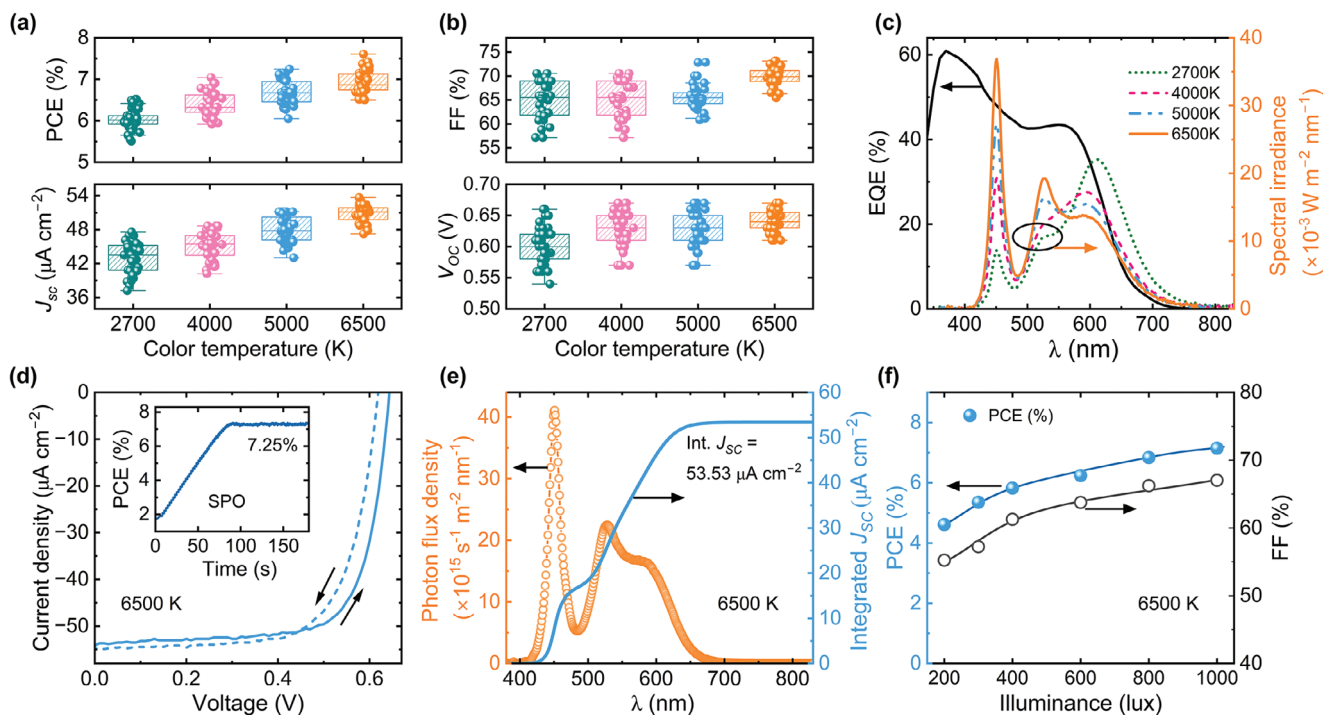 (a)
PCE (%)
8
7
6
5
J_SC (µA cm⁻²)
54
48
42
36
2700
4000
5000
6500
Color temperature (K)
(b)
FF (%)
75
70
65
60
55
V_OC (V)
0.70
0.65
0.60
0.55
0.50
2700
4000
5000
6500
Color temperature (K)
(c)
EQE (%)
60
40
20
0
400
500
600
700
800
λ (nm)
2700K
4000K
5000K
6500K
40
30
20
10
0
Spectral irradiance
(×10⁻³ W m⁻² nm⁻¹)
(d)
Current density (µA cm⁻²)
0
−10
−20
−30
−40
−50
0.0
0.2
0.4
0.6
Voltage (V)
PCE (%)
8
6
4
2
0
7.25%
SPO
0
50
100
150
Time (s)
6500 K
(e)
Photon flux density
(×10¹⁵ s⁻¹ m⁻² nm⁻¹)
40
30
20
10
0
Int. J_SC =
53.53 µA cm⁻²
6500 K
400
500
600
700
800
λ (nm)
60
50
40
30
20
10
0
Integrated J_SC (µA cm⁻²)
(f)
PCE (%)
8
6
4
2
0
PCE (%)
6500 K
200
400
600
800
1000
Illuminance (lux)
80
70
60
50
40
FF (%)